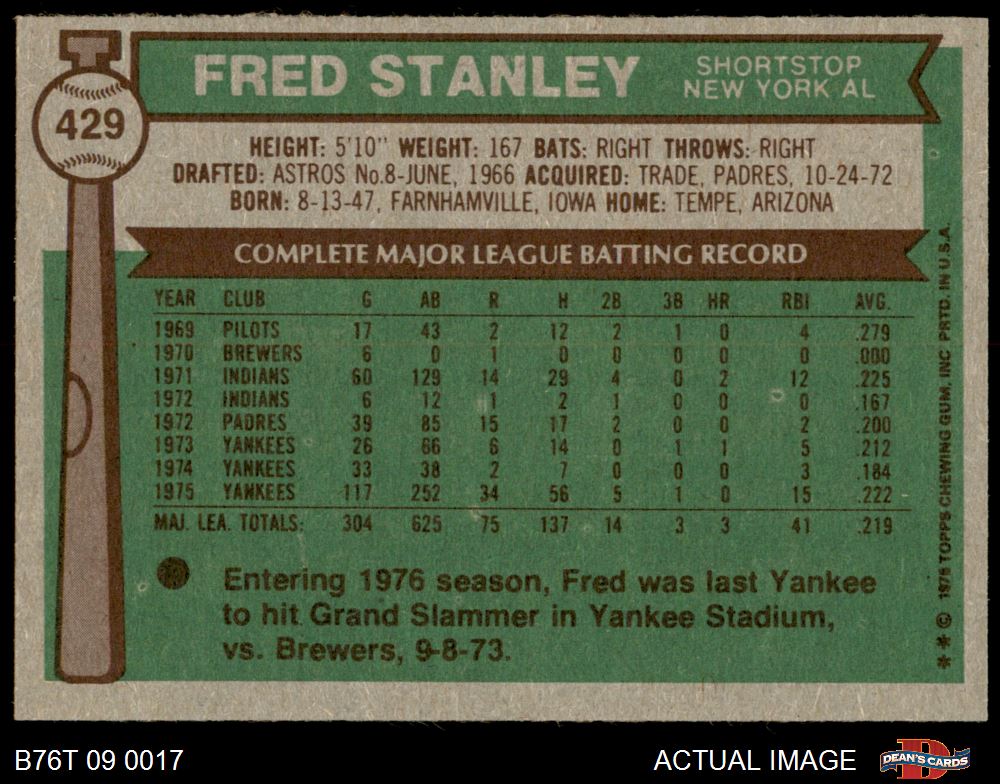 FRED STANLEY
SHORTSTOP
NEW YORK AL
429
HEIGHT: 5'10" WEIGHT: 167 BATS: RIGHT THROWS: RIGHT
DRAFTED: ASTROS No.8-JUNE, 1966 ACQUIRED: TRADE, PADRES, 10-24-72
BORN: 8-13-47, FARNHAMVILLE, IOWA HOME: TEMPE, ARIZONA
COMPLETE MAJOR LEAGUE BATTING RECORD
YEAR CLUB G AB R H 2B 3B HR RBI AVG.
1969 PILOTS 17 43 2 12 2 1 0 4 .279
1970 BREWERS 6 0 1 0 0 0 0 0 .000
1971 INDIANS 60 129 14 29 4 0 2 12 .225
1972 INDIANS 6 12 1 2 1 0 0 0 .167
1972 PADRES 39 85 15 17 2 0 0 2 .200
1973 YANKEES 26 66 6 14 0 1 1 5 .212
1974 YANKEES 33 38 2 7 0 0 0 3 .184
1975 YANKEES 117 252 34 56 5 1 0 15 .222
MAJ. LEA. TOTALS: 304 625 75 137 14 3 3 41 .219
Entering 1976 season, Fred was last Yankee
to hit Grand Slammer in Yankee Stadium,
vs. Brewers, 9-8-73.
* * © 1976 TOPPS CHEWING GUM, INC PRTD. IN U.S.A.
B76T 09 0017
ACTUAL IMAGE
DEAN'S CARDS